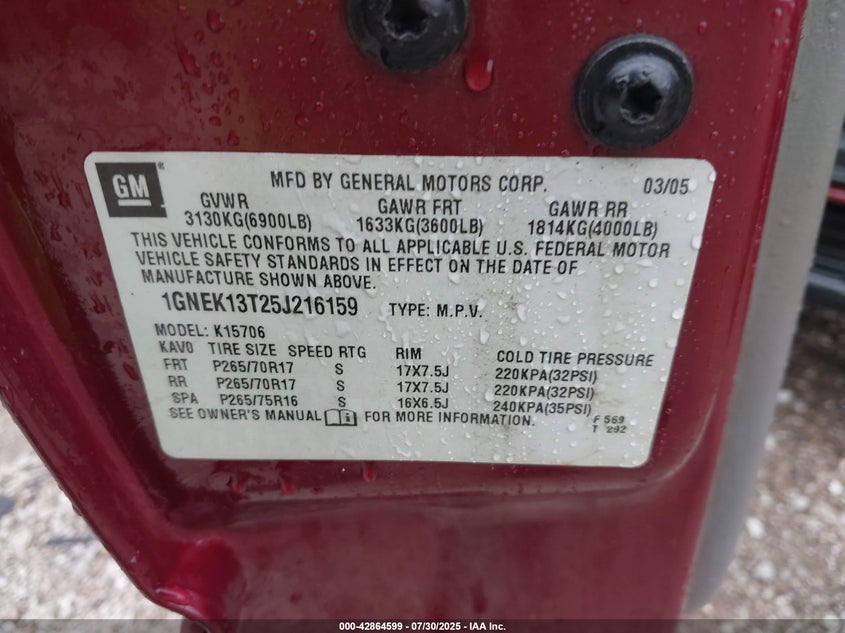 GM®
MFD BY GENERAL MOTORS CORP. 03/05
GVWR GAWR FRT GAWR RR
3130KG(6900LB) 1633KG(3600LB) 1814KG(4000LB)
THIS VEHICLE CONFORMS TO ALL APPLICABLE U.S. FEDERAL MOTOR
VEHICLE SAFETY STANDARDS IN EFFECT ON THE DATE OF
MANUFACTURE SHOWN ABOVE.
1GNEK13T25J216159 TYPE: M.P.V.
MODEL: K15706
KAV0 TIRE SIZE SPEED RTG RIM COLD TIRE PRESSURE
FRT P265/70R17 S 17X7.5J 220KPA(32PSI)
RR P265/70R17 S 17X7.5J 220KPA(32PSI)
SPA P265/75R16 S 16X6.5J 240KPA(35PSI)
SEE OWNER'S MANUAL FOR MORE INFORMATION.
F 569
T 292
000-42864599 - 07/30/2025 - IAA Inc.